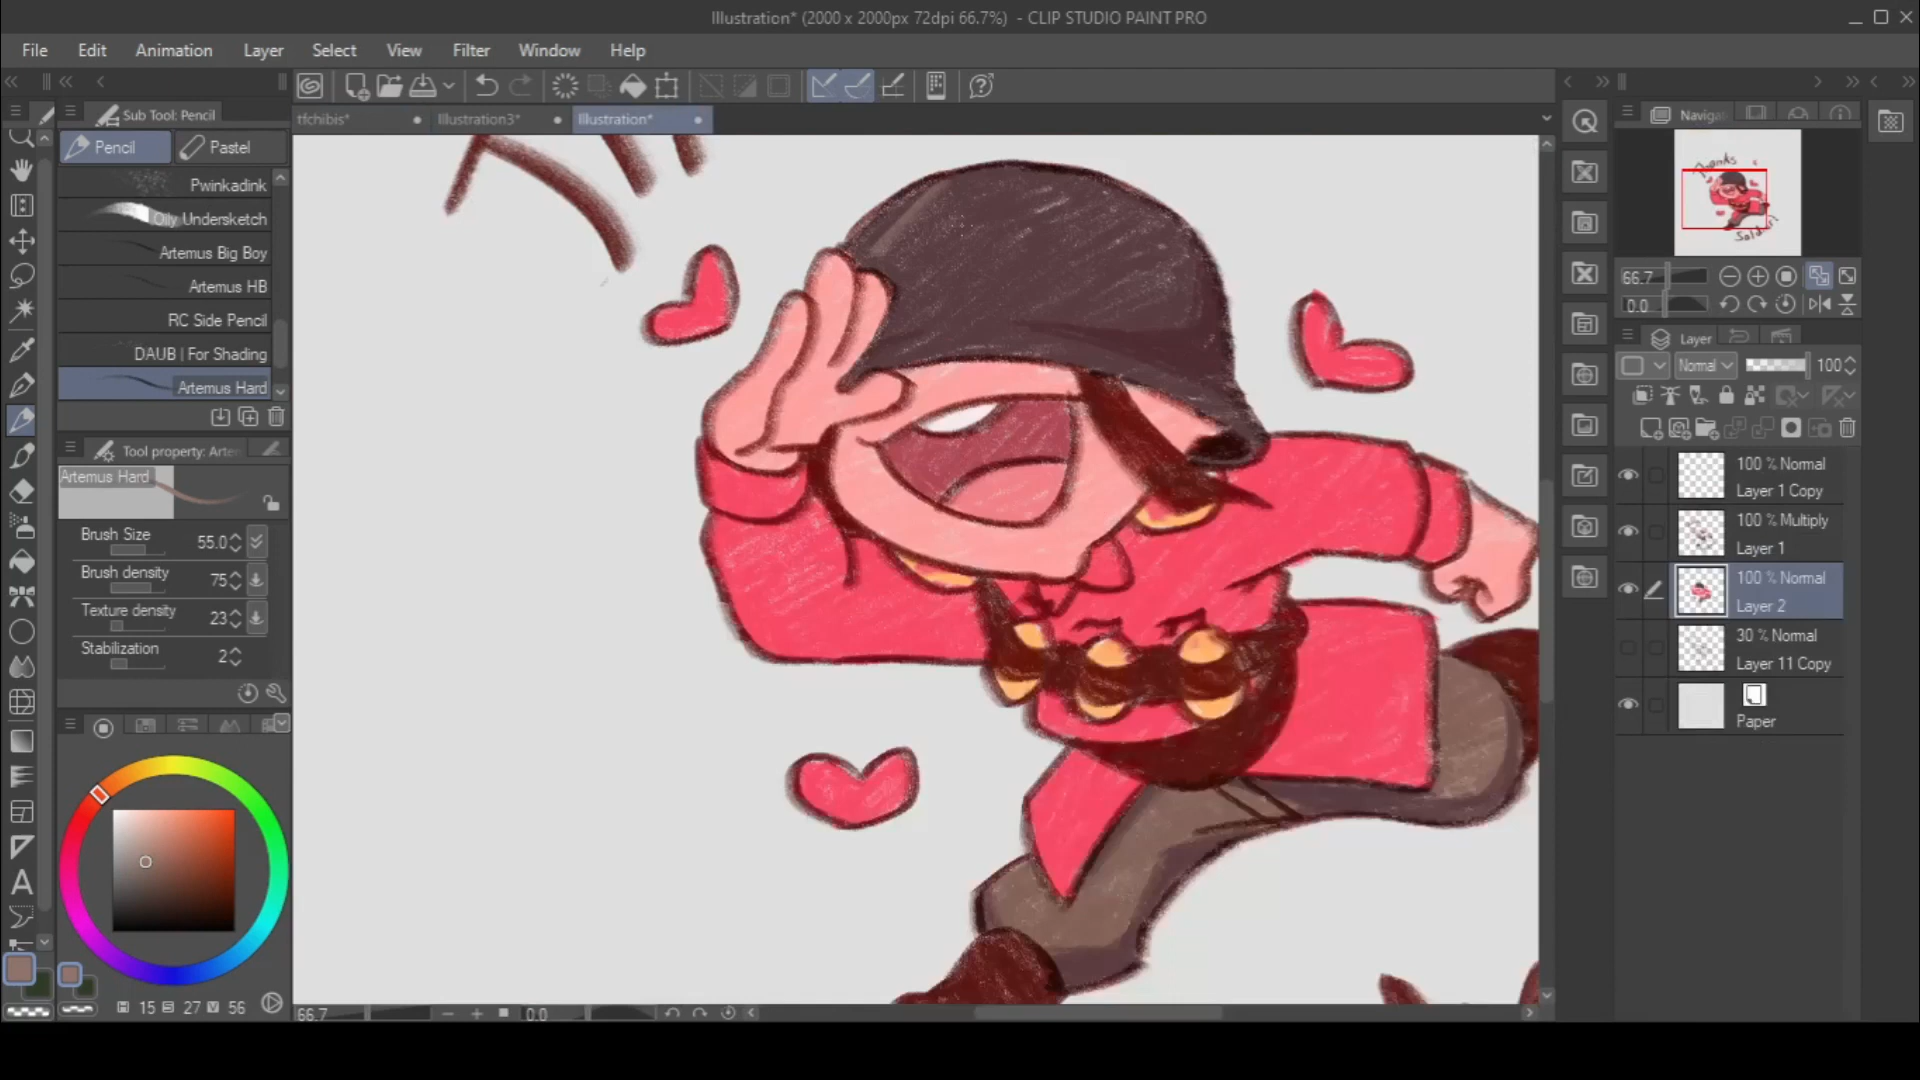 Illustration* (2000 x 2000px 72dpi 66.7%) - CLIP STUDIO PAINT PRO
File Edit Animation Layer Select View Filter Window Help
Sub Tool: Pencil
tfchibis* Illustration3* Illustration*
Pencil Pastel
Pwinkadink
Oily Undersketch
Artemus Big Boy
Artemus HB
RC Side Pencil
DAUB | For Shading
Artemus Hard
Tool property: Arte
Artemus Hard
Brush Size 55.0
Brush density 75
Texture density 23
Stabilization 2
H 15 S 27 V 56
66.7 0.0
Navigat
Thanks
Soldier
66.7
0.0
Layer
Normal 100
100 % Normal
Layer 1 Copy
100 % Multiply
Layer 1
100 % Normal
Layer 2
30 % Normal
Layer 11 Copy
Paper